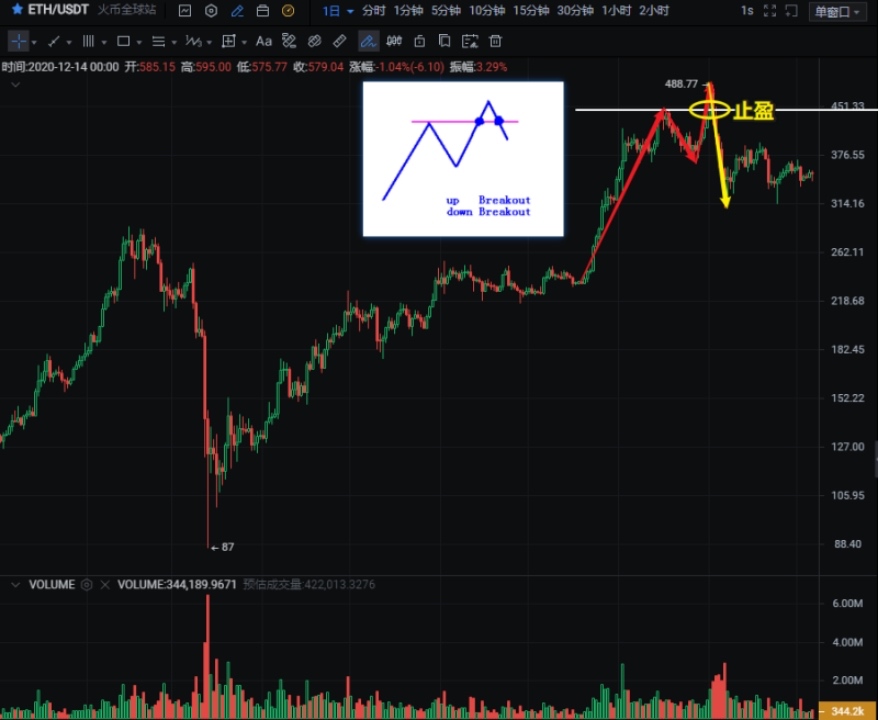 ETH/USDT 火币全球站 1日 分时 1分钟 5分钟 10分钟 15分钟 30分钟 1小时 2小时 1s 单窗口
Aa
时间:2020-12-14 00:00 开:585.15 高:595.00 低:575.77 收:579.04 涨幅:-1.04%(-6.10) 振幅:3.29%
488.77
止盈
451.33
376.55
up Breakout
down Breakout
314.16
262.11
218.68
182.45
152.22
127.00
105.95
87
88.40
VOLUME VOLUME:344,189.9671 预估成交量:422,013.3276
6.00M
4.00M
2.00M
344.2k